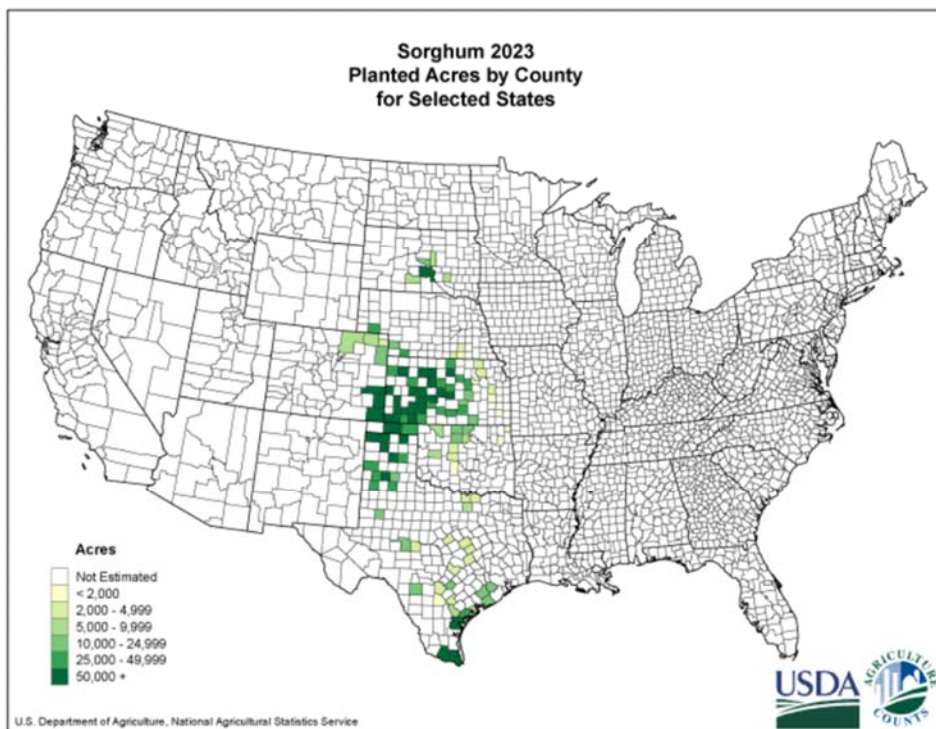 Sorghum 2023
Planted Acres by County
for Selected States
Acres
Not Estimated
< 2,000
2,000 - 4,999
5,000 - 9,999
10,000 - 24,999
25,000 - 49,999
50,000 +
U.S. Department of Agriculture, National Agricultural Statistics Service
USDA
AGRICULTURE
COUNTS